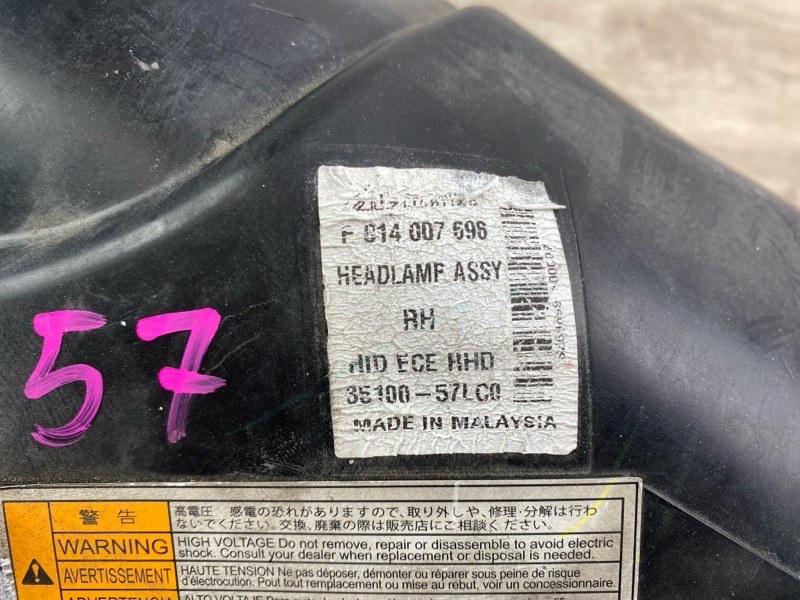 57
F 014 007 696
HEADLAMP ASSY
RH
HID ECE RHD
35100-57LC0
MADE IN MALAYSIA
警告 高電圧 感電の恐れがありますので、取り外しや、修理・分解は行わ
ないでください。交換、廃棄の際は販売店にご相談ください。
WARNING HIGH VOLTAGE Do not remove, repair or disassemble to avoid electric
shock. Consult your dealer when replacement or disposal is needed.
AVERTISSEMENT HAUTE TENSION Ne pas déposer, démonter ou réparer sous peine de risque
d'électrocution. Pout tout remplacement ou mise au rebut, voir un concessionnaire.
ADVERTENCIA ALTO VOLTAJE